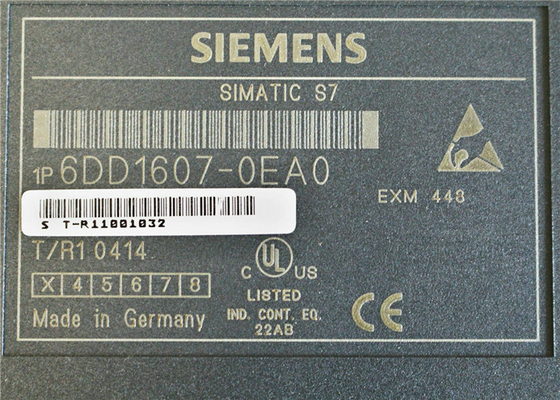 SIEMENS
SIMATIC S7
1P 6DD1607-0EA0
EXM 448
S T-R11001032
T/R1 0414
C UL US
X 4 5 6 7 8
LISTED
Made in Germany
IND. CONT. EQ.
22AB
CE